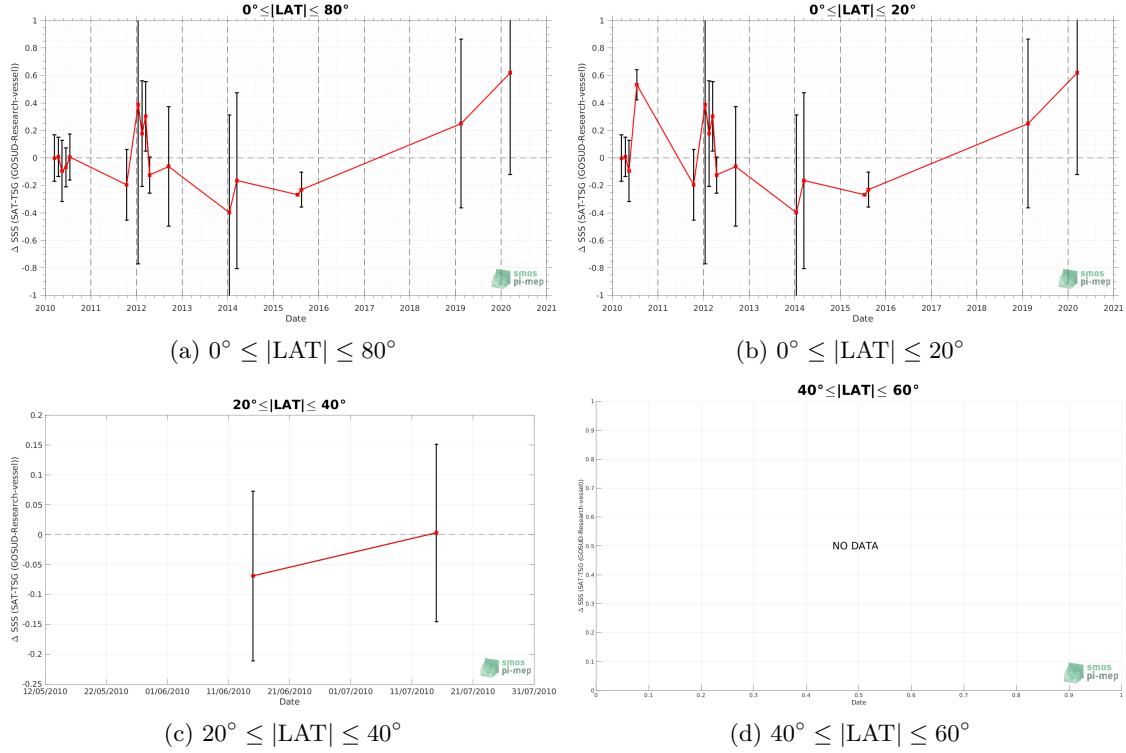 0°≤|LAT|≤ 80°
Δ SSS (SAT-TSG (GOSUD-Research-vessel))
1
0.8
0.6
0.4
0.2
0
-0.2
-0.4
-0.6
-0.8
-1
2010 2011 2012 2013 2014 2015 2016 2017 2018 2019 2020 2021
Date
smos
pi-mep
(a) 0° ≤ |LAT| ≤ 80°
0°≤|LAT|≤ 20°
Δ SSS (SAT-TSG (GOSUD-Research-vessel))
1
0.8
0.6
0.4
0.2
0
-0.2
-0.4
-0.6
-0.8
-1
2010 2011 2012 2013 2014 2015 2016 2017 2018 2019 2020 2021
Date
smos
pi-mep
(b) 0° ≤ |LAT| ≤ 20°
20°≤|LAT|≤ 40°
Δ SSS (SAT-TSG (GOSUD-Research-vessel))
0.2
0.15
0.1
0.05
0
-0.05
-0.1
-0.15
-0.2
-0.25
12/05/2010 22/05/2010 01/06/2010 11/06/2010 21/06/2010 01/07/2010 11/07/2010 21/07/2010 31/07/2010
Date
smos
pi-mep
(c) 20° ≤ |LAT| ≤ 40°
40°≤|LAT|≤ 60°
Δ SSS (SAT-TSG (GOSUD-Research-vessel))
1
0.9
0.8
0.7
0.6
0.5
0.4
0.3
0.2
0.1
0
NO DATA
0 0.1 0.2 0.3 0.4 0.5 0.6 0.7 0.8 0.9 1
Date
smos
pi-mep
(d) 40° ≤ |LAT| ≤ 60°